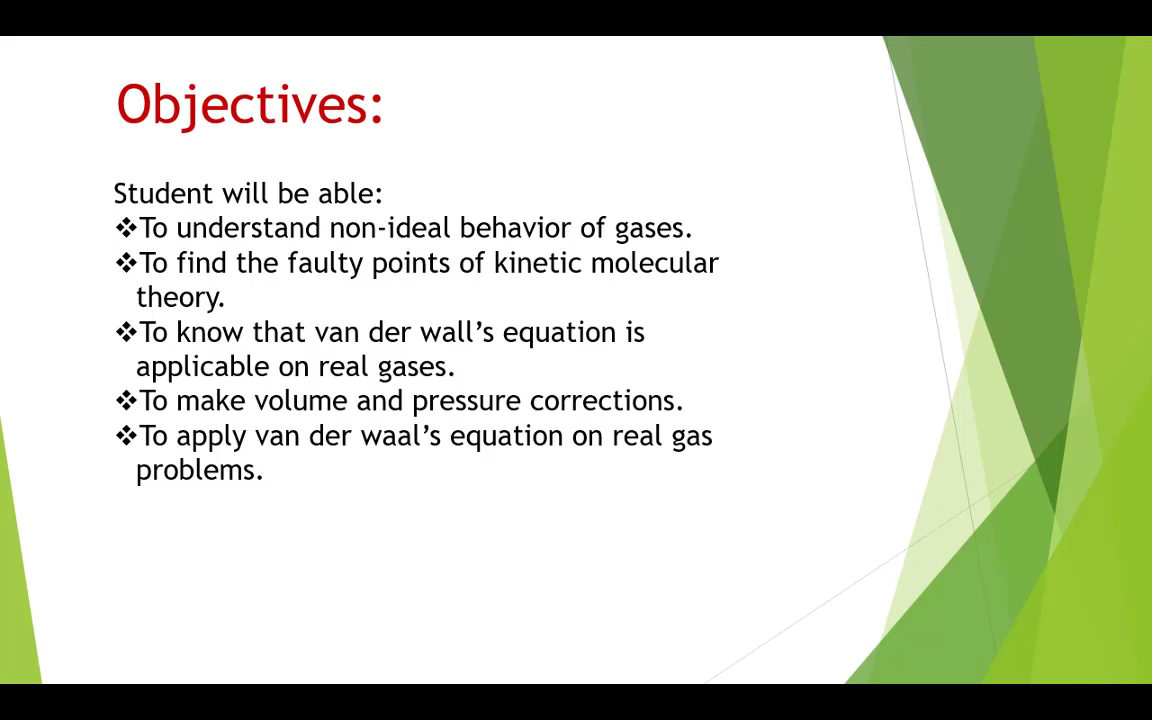 Objectives:
Student will be able:
❖To understand non-ideal behavior of gases.
❖To find the faulty points of kinetic molecular
theory.
❖To know that van der wall’s equation is
applicable on real gases.
❖To make volume and pressure corrections.
❖To apply van der waal’s equation on real gas
problems.